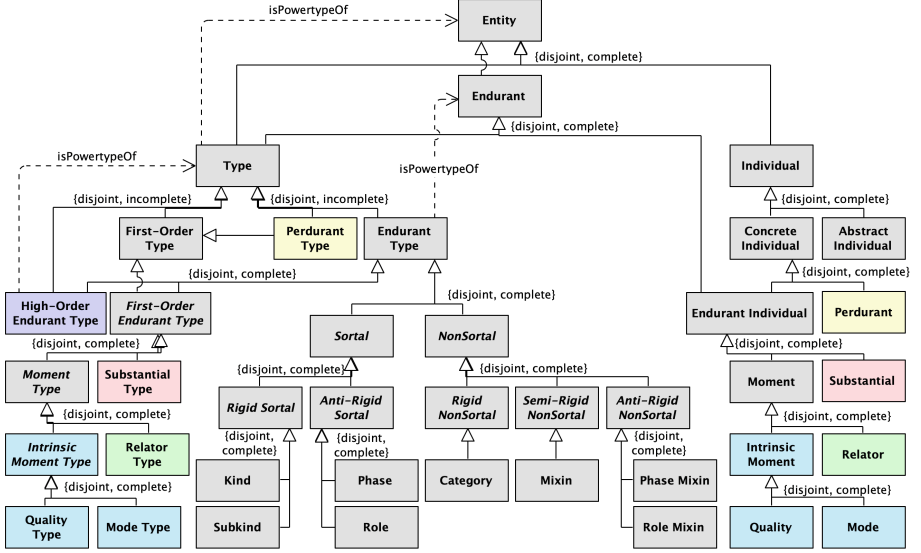 isPowertypeOf
Entity
{disjoint, complete}
Endurant
{disjoint, complete}
isPowertypeOf
Type
isPowertypeOf
Individual
{disjoint, incomplete}
{disjoint, incomplete}
{disjoint, complete}
First-Order
Type
Perdurant
Type
Endurant
Type
Concrete
Individual
Abstract
Individual
{disjoint, complete}
{disjoint, complete}
High-Order
Endurant Type
First-Order
Endurant Type
{disjoint, complete}
Endurant Individual
Perdurant
Sortal
NonSortal
{disjoint, complete}
{disjoint, complete}
{disjoint, complete}
{disjoint, complete}
Moment
Type
Substantial
Type
Rigid Sortal
Anti-Rigid
Sortal
Rigid
NonSortal
Semi-Rigid
NonSortal
Anti-Rigid
NonSortal
Moment
Substantial
{disjoint, complete}
{disjoint,
complete}
{disjoint,
complete}
{disjoint,
complete}
{disjoint, complete}
Intrinsic
Moment Type
Relator
Type
Intrinsic
Moment
Relator
Kind
Phase
Category
Mixin
Phase Mixin
{disjoint, complete}
{disjoint, complete}
Quality
Type
Mode Type
Subkind
Role
Role Mixin
Quality
Mode